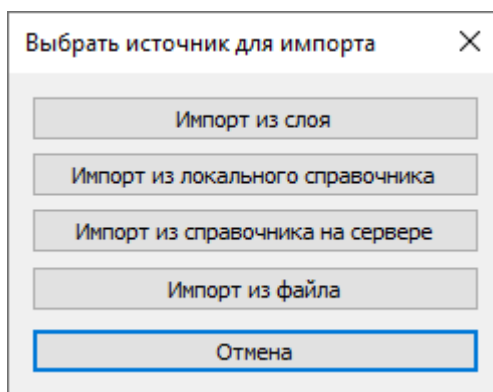 Выбрать источник для импорта
Импорт из слоя
Импорт из локального справочника
Импорт из справочника на сервере
Импорт из файла
Отмена